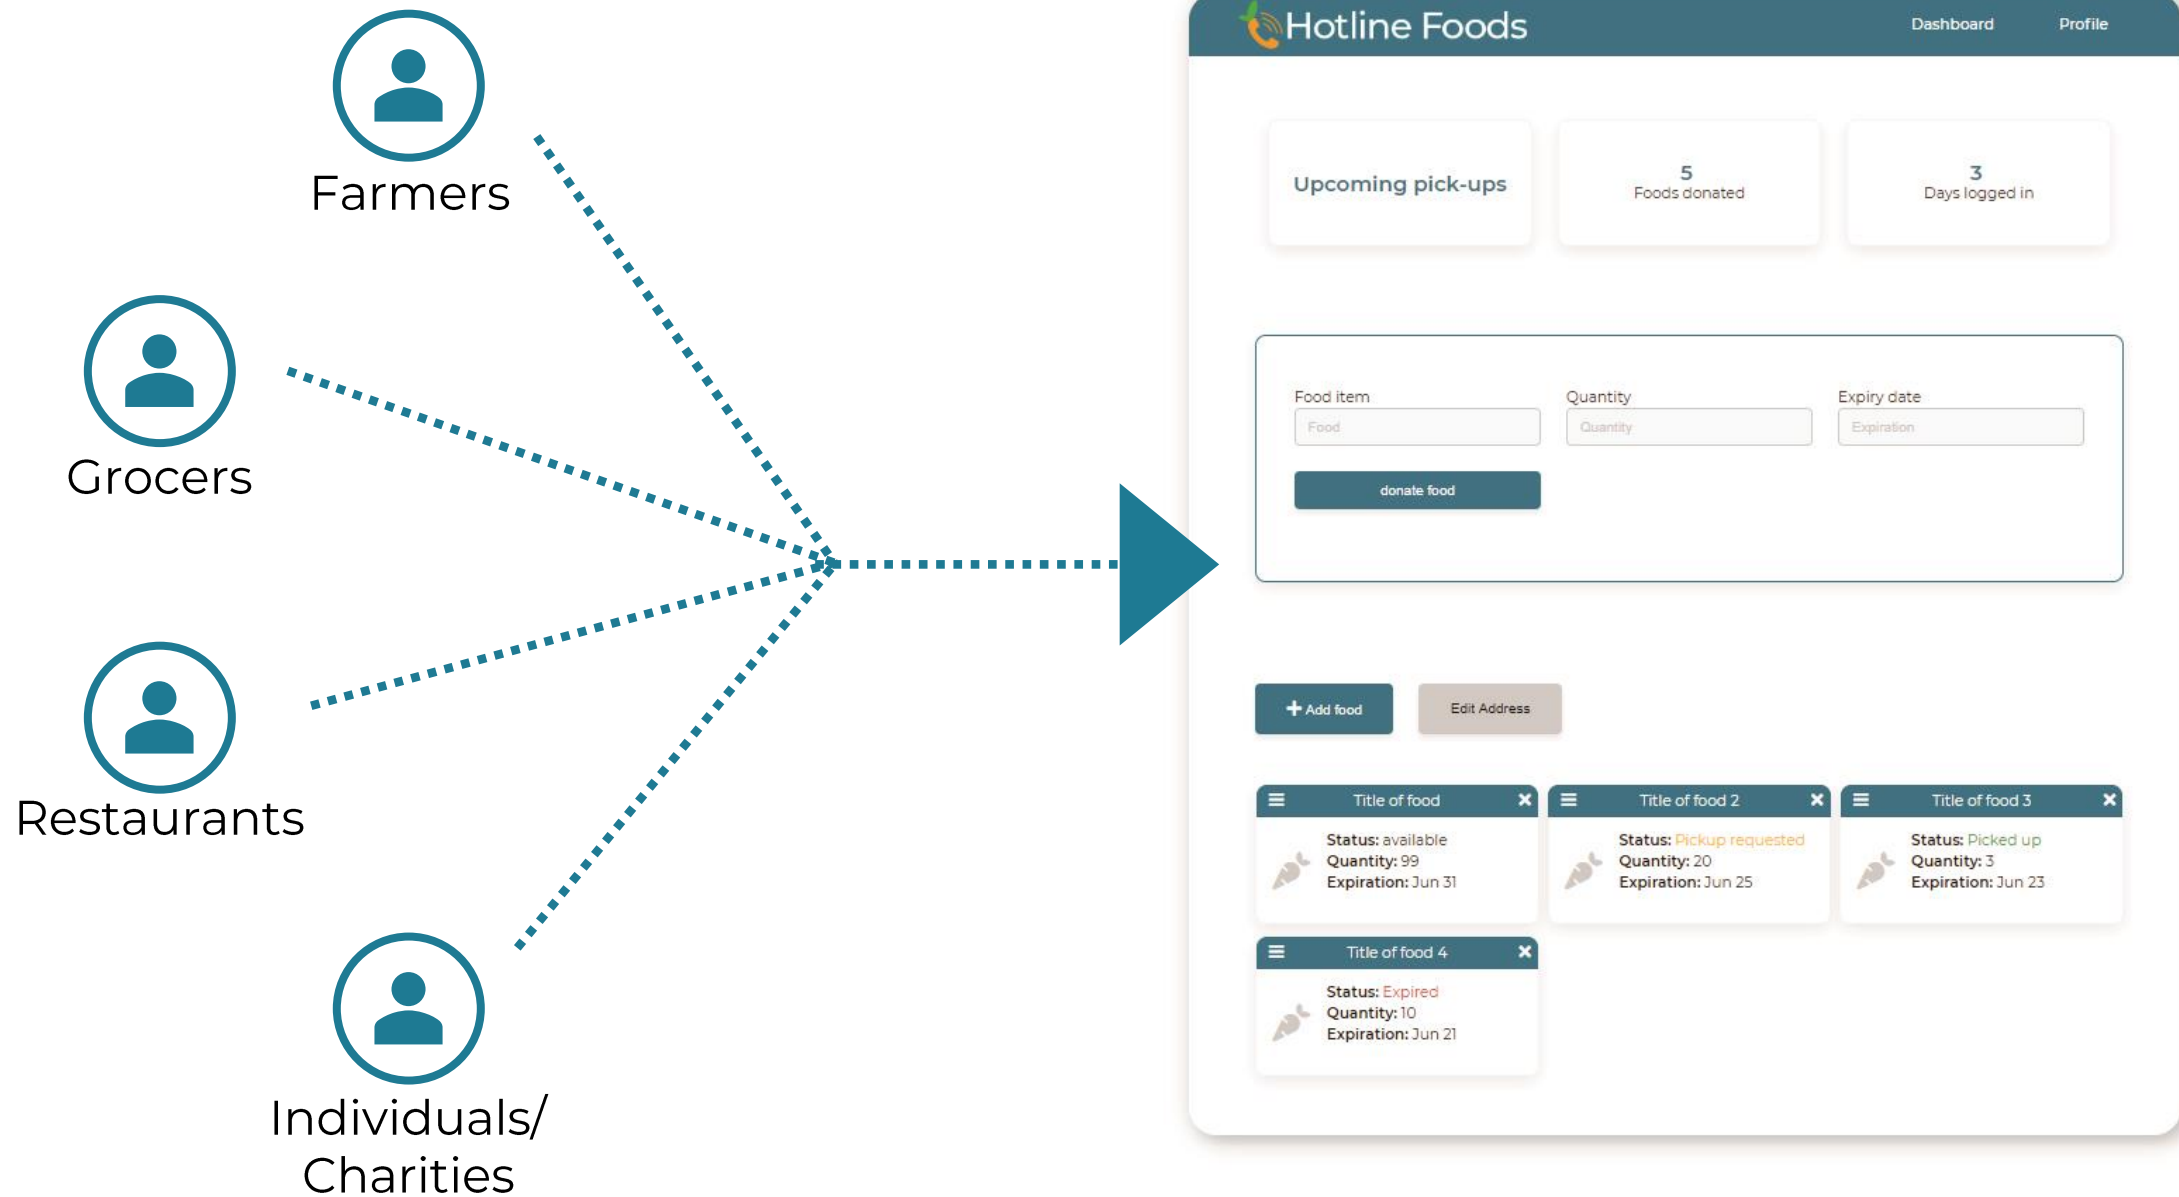 Farmers
Grocers
Restaurants
Individuals/
Charities
Hotline Foods
Dashboard
Profile
Upcoming pick-ups
5
Foods donated
3
Days logged in
Food item
Quantity
Expiry date
Food
Quantity
Expiration
donate food
Add food
Edit Address
Title of food
Status: available
Quantity: 99
Expiration: Jun 31
Title of food 2
Status: Pickup requested
Quantity: 20
Expiration: Jun 25
Title of food 3
Status: Picked up
Quantity: 3
Expiration: Jun 23
Title of food 4
Status: Expired
Quantity: 10
Expiration: Jun 21